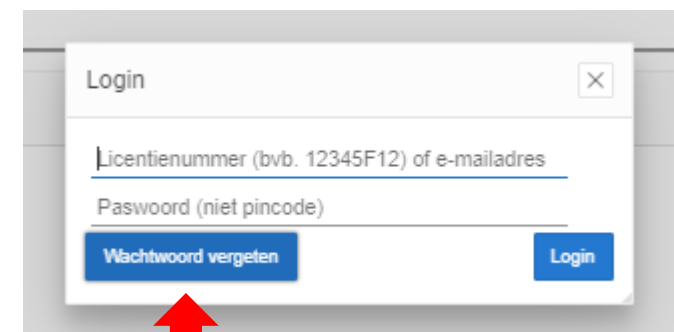 Login
Licentienummer (bvb. 12345F12) of e-mailadres
Paswoord (niet pincode)
Wachtwoord vergeten
Login